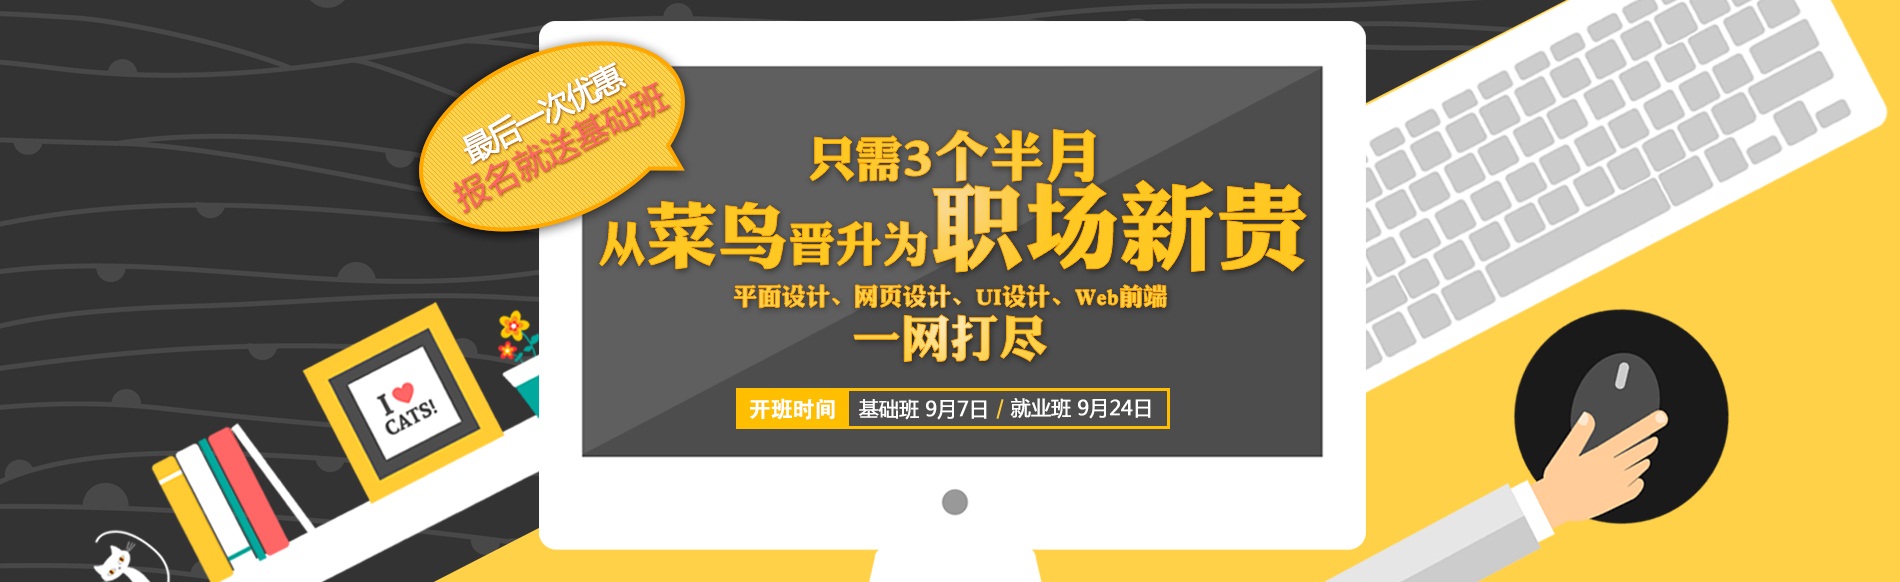 最后一次优惠
报名就送基础班
只需3个半月
从菜鸟晋升为职场新贵
平面设计、网页设计、UI设计、Web前端
一网打尽
开班时间 基础班 9月7日 / 就业班 9月24日
I
CATS!